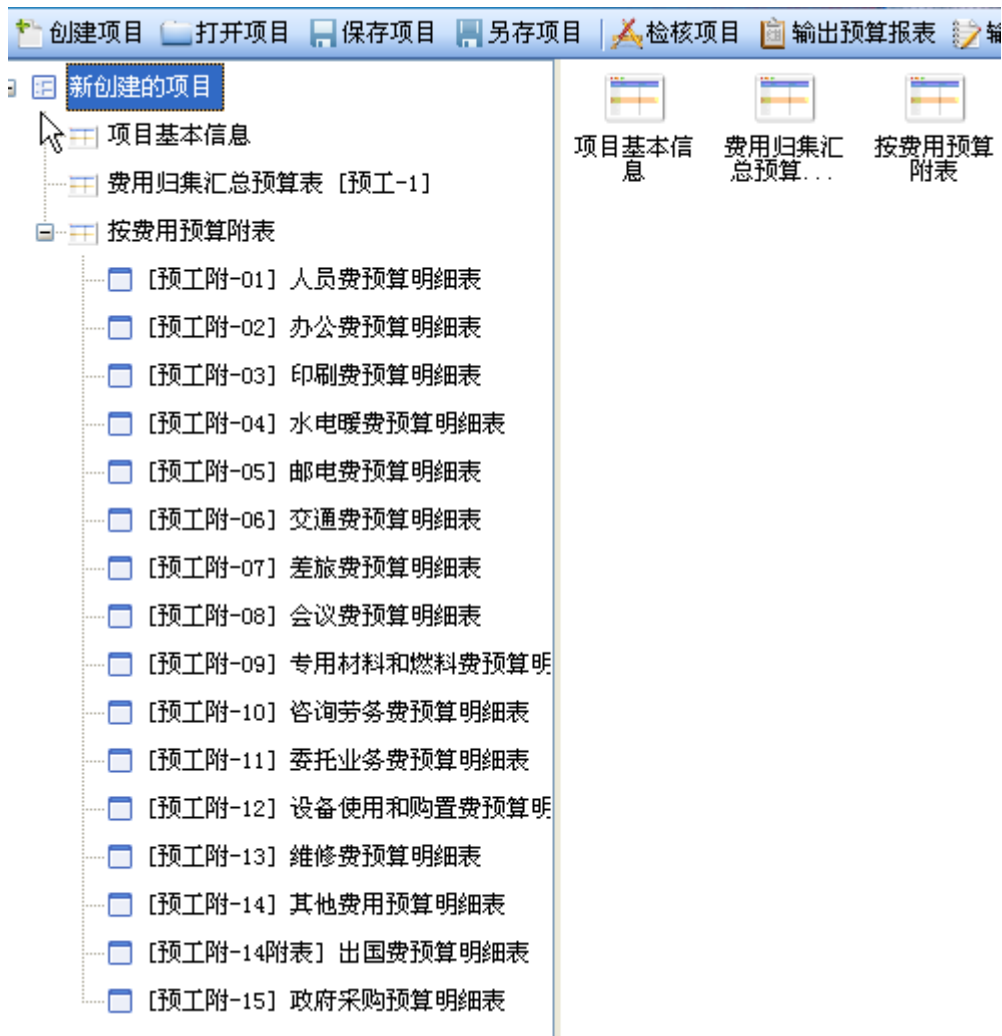 创建项目 打开项目 保存项目 另存项目 检核项目 输出预算报表
新创建的项目
项目基本信息
费用归集汇总预算表 [预工-1]
按费用预算附表
[预工附-01] 人员费预算明细表
[预工附-02] 办公费预算明细表
[预工附-03] 印刷费预算明细表
[预工附-04] 水电暖费预算明细表
[预工附-05] 邮电费预算明细表
[预工附-06] 交通费预算明细表
[预工附-07] 差旅费预算明细表
[预工附-08] 会议费预算明细表
[预工附-09] 专用材料和燃料费预算明
[预工附-10] 咨询劳务费预算明细表
[预工附-11] 委托业务费预算明细表
[预工附-12] 设备使用和购置费预算明
[预工附-13] 维修费预算明细表
[预工附-14] 其他费用预算明细表
[预工附-14附表] 出国费预算明细表
[预工附-15] 政府采购预算明细表
项目基本信
息
费用归集汇
总预算...
按费用预算
附表